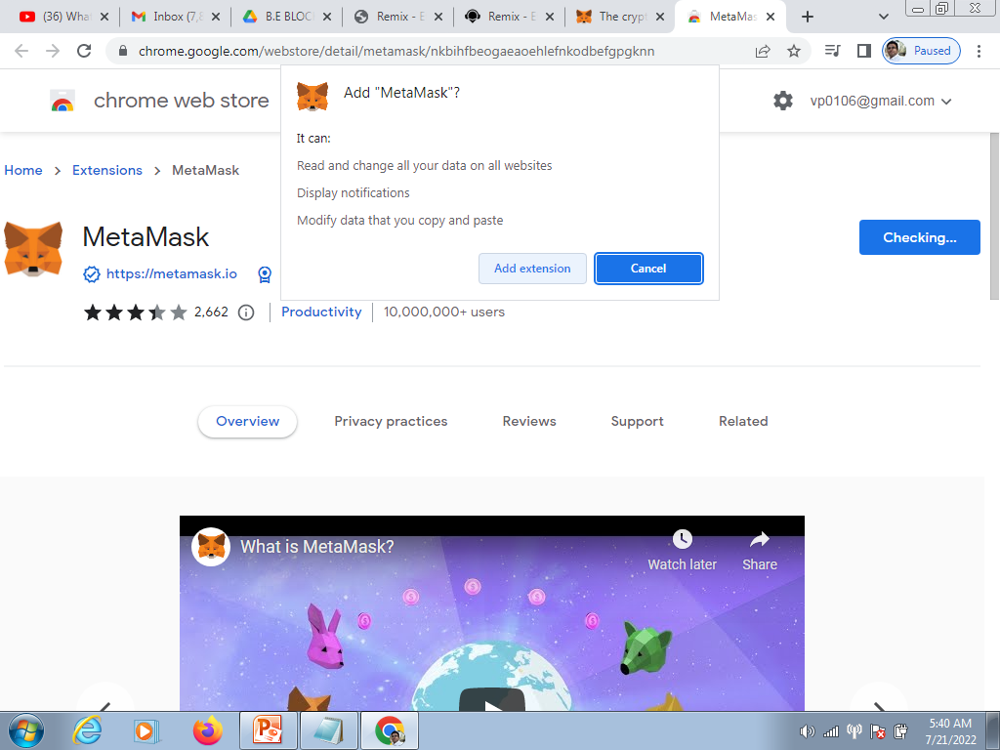 (36) What
Inbox (7,8
B.E BLOC
Remix - E
Remix - E
The crypt
MetaMas
chrome.google.com/webstore/detail/metamask/nkbihfbeogaeaoehlefnkodbefgpgknn
Paused
chrome web store
vp0106@gmail.com
Add "MetaMask"?
It can:
Read and change all your data on all websites
Display notifications
Modify data that you copy and paste
Add extension
Cancel
Home
Extensions
MetaMask
MetaMask
Checking...
https://metamask.io
2,662
Productivity
10,000,000+ users
Overview
Privacy practices
Reviews
Support
Related
What is MetaMask?
Watch later
Share
5:40 AM
7/21/2022